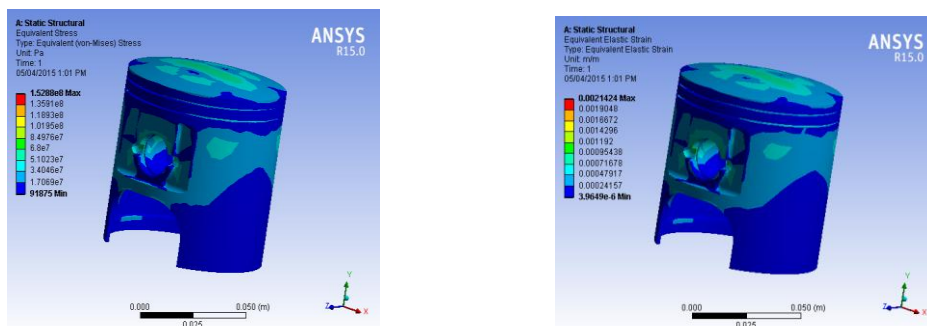 A: Static Structural
Equivalent Stress
Type: Equivalent (von-Mises) Stress
Unit: Pa
Time: 1
05/04/2015 1:01 PM
ANSYS
R15.0
1.5288e8 Max
1.3591e8
1.1893e8
1.0195e8
8.4976e7
6.8e7
5.1023e7
3.4046e7
1.7069e7
91875 Min
0.000
0.050 (m)
0.025
Y
Z
X
A: Static Structural
Equivalent Elastic Strain
Type: Equivalent Elastic Strain
Unit: m/m
Time: 1
05/04/2015 1:01 PM
ANSYS
R15.0
0.0021424 Max
0.0019048
0.0016672
0.0014296
0.001192
0.00095438
0.00071678
0.00047917
0.00024157
3.9649e-6 Min
0.000
0.050 (m)
0.025
Y
Z
X